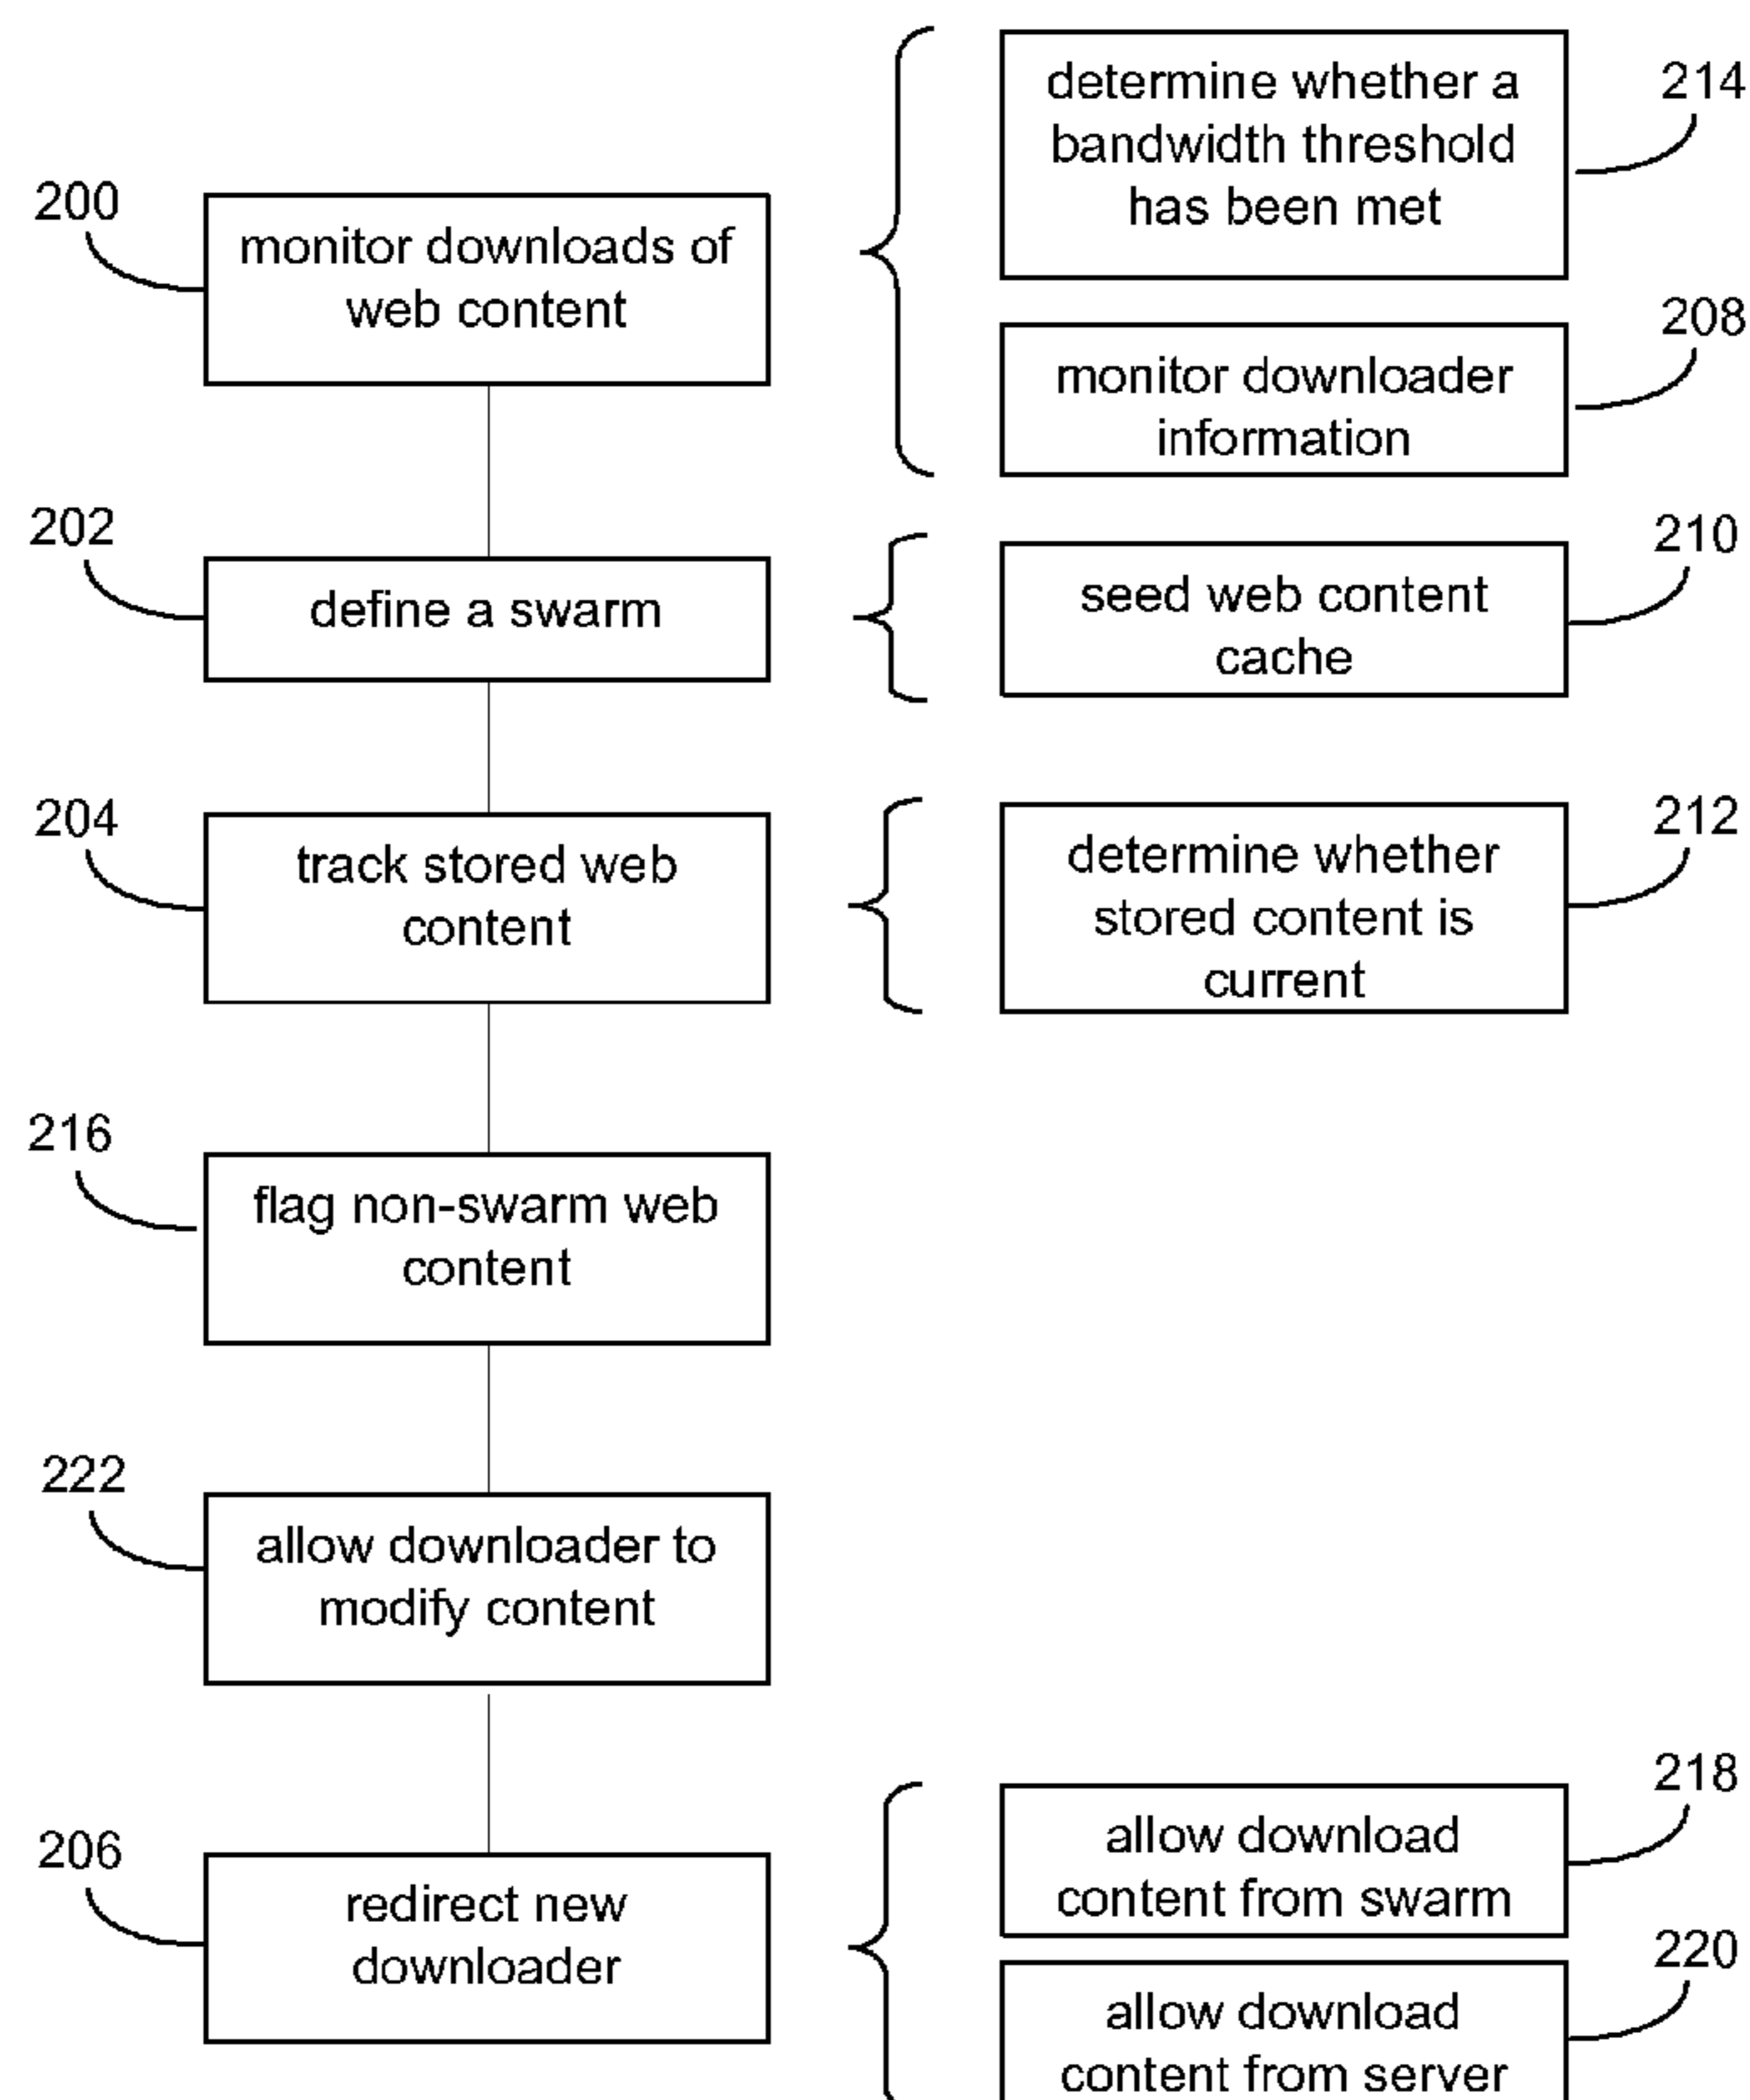 200
monitor downloads of
web content
determine whether a
bandwidth threshold
has been met
214
monitor downloader
information
208
202
define a swarm
seed web content
cache
210
204
track stored web
content
determine whether
stored content is
current
212
216
flag non-swarm web
content
222
allow downloader to
modify content
206
redirect new
downloader
allow download
content from swarm
218
allow download
content from server
220